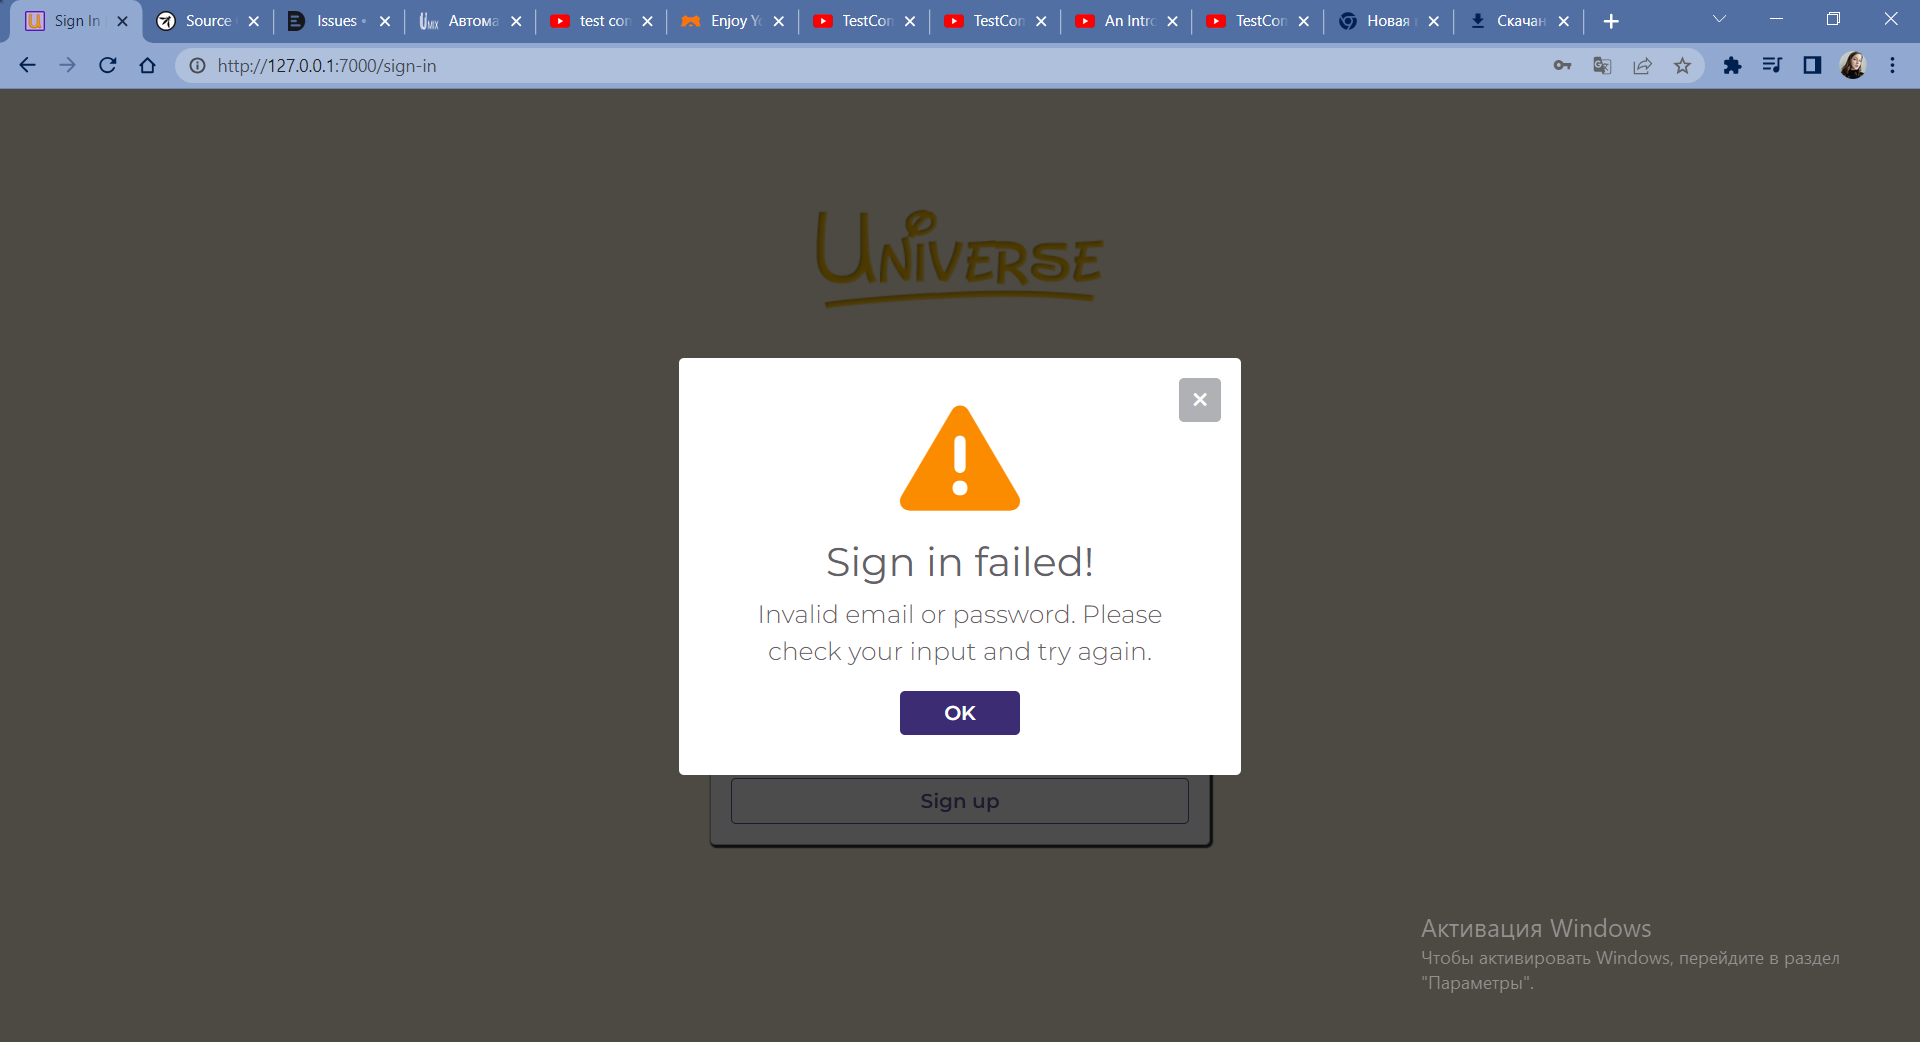 Sign In
Source
Issues
ÜMIX
Автома
test con
Enjoy Yo
TestCon
TestCon
An Intro
TestCon
Новая
Скачан
http://127.0.0.1:7000/sign-in
UNIVERSE
Sign in failed!
Invalid email or password. Please
check your input and try again.
OK
Sign up
Активация Windows
Чтобы активировать Windows, перейдите в раздел
"Параметры".